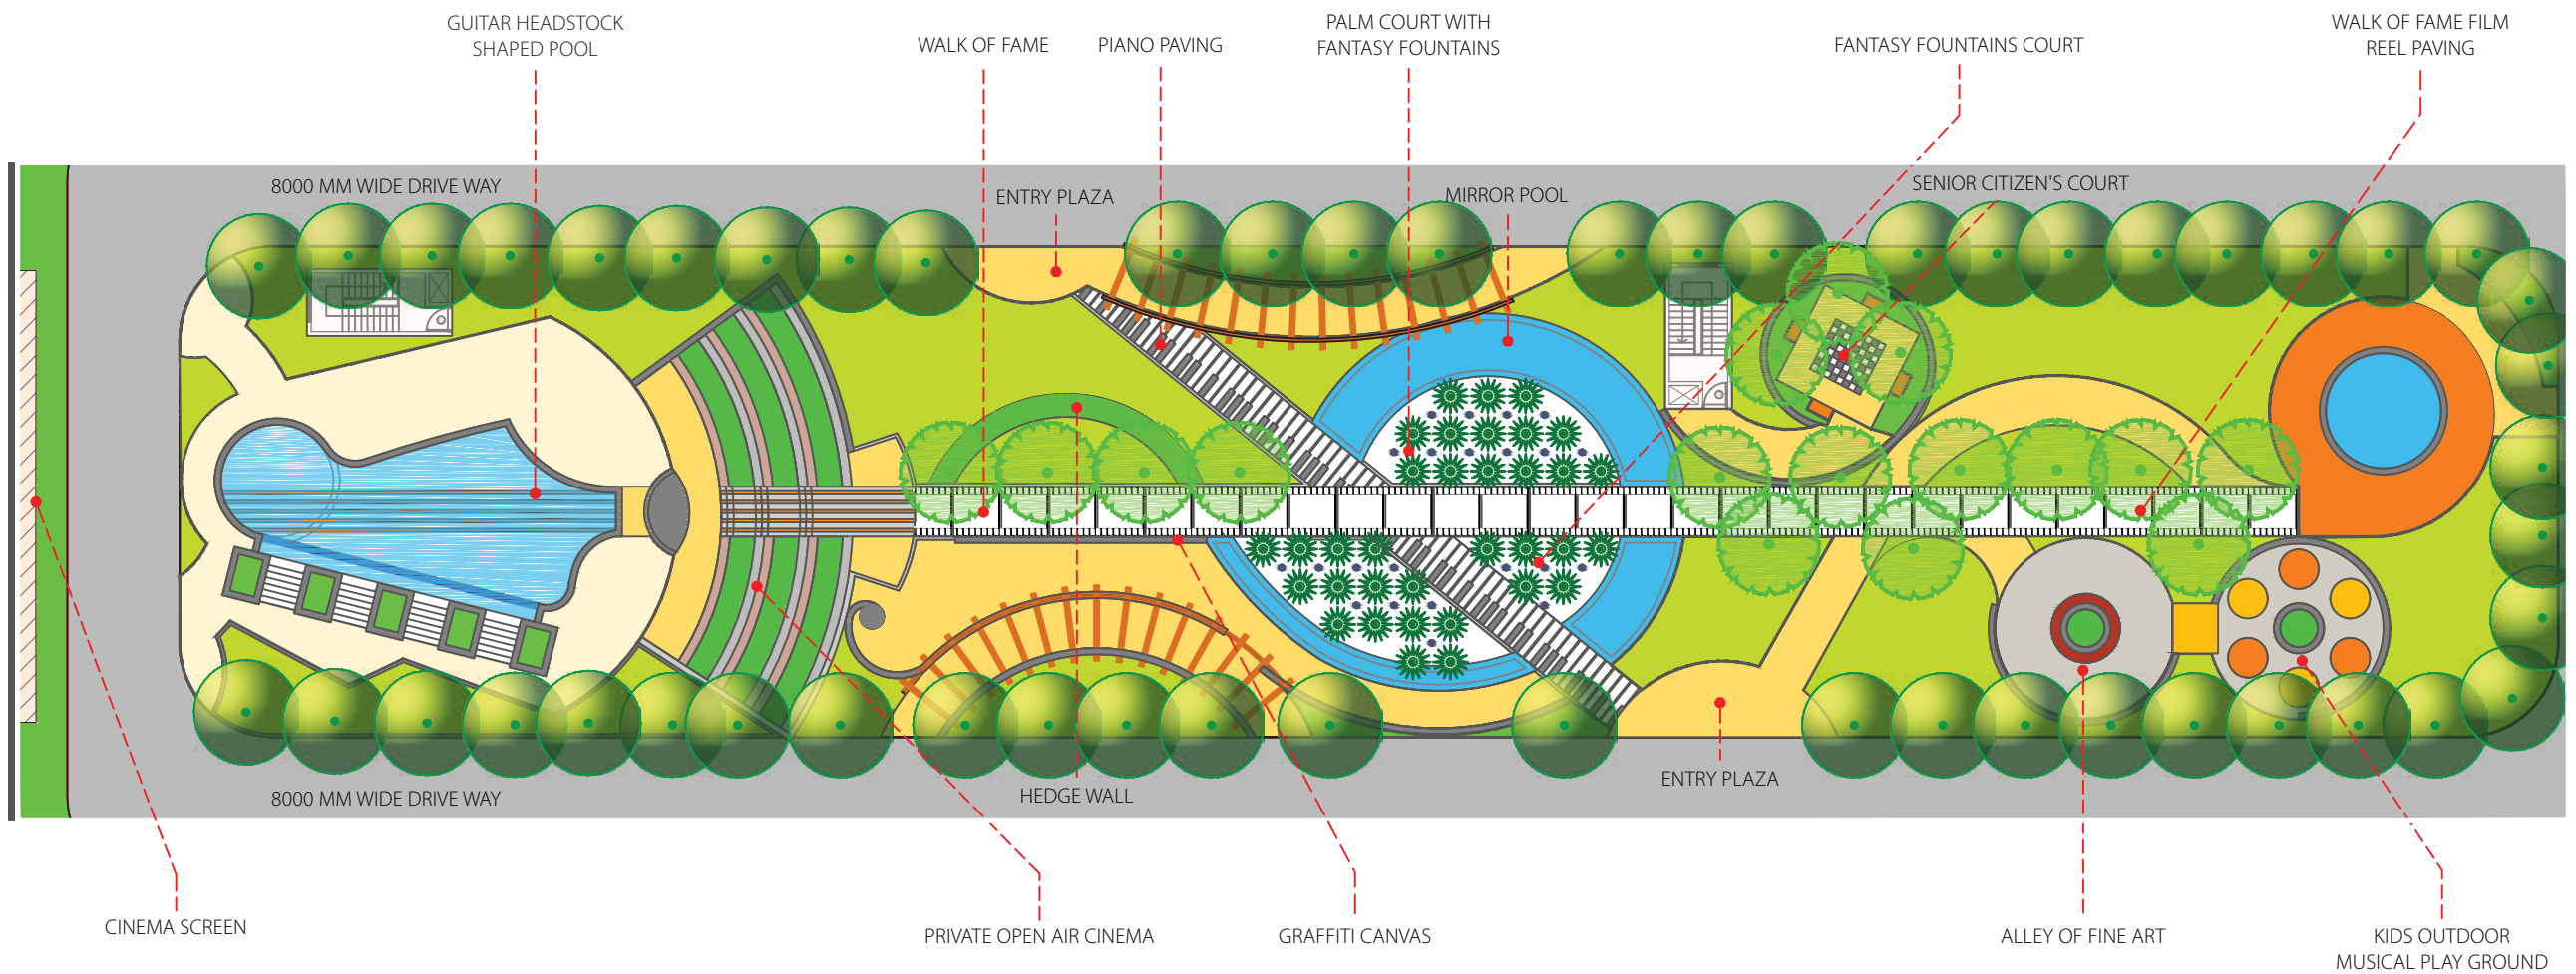 GUITAR HEADSTOCK
SHAPED POOL
WALK OF FAME
PIANO PAVING
PALM COURT WITH
FANTASY FOUNTAINS
FANTASY FOUNTAINS COURT
WALK OF FAME FILM
REEL PAVING
8000 MM WIDE DRIVE WAY
ENTRY PLAZA
MIRROR POOL
SENIOR CITIZEN'S COURT
8000 MM WIDE DRIVE WAY
HEDGE WALL
ENTRY PLAZA
CINEMA SCREEN
PRIVATE OPEN AIR CINEMA
GRAFFITI CANVAS
ALLEY OF FINE ART
KIDS OUTDOOR
MUSICAL PLAY GROUND